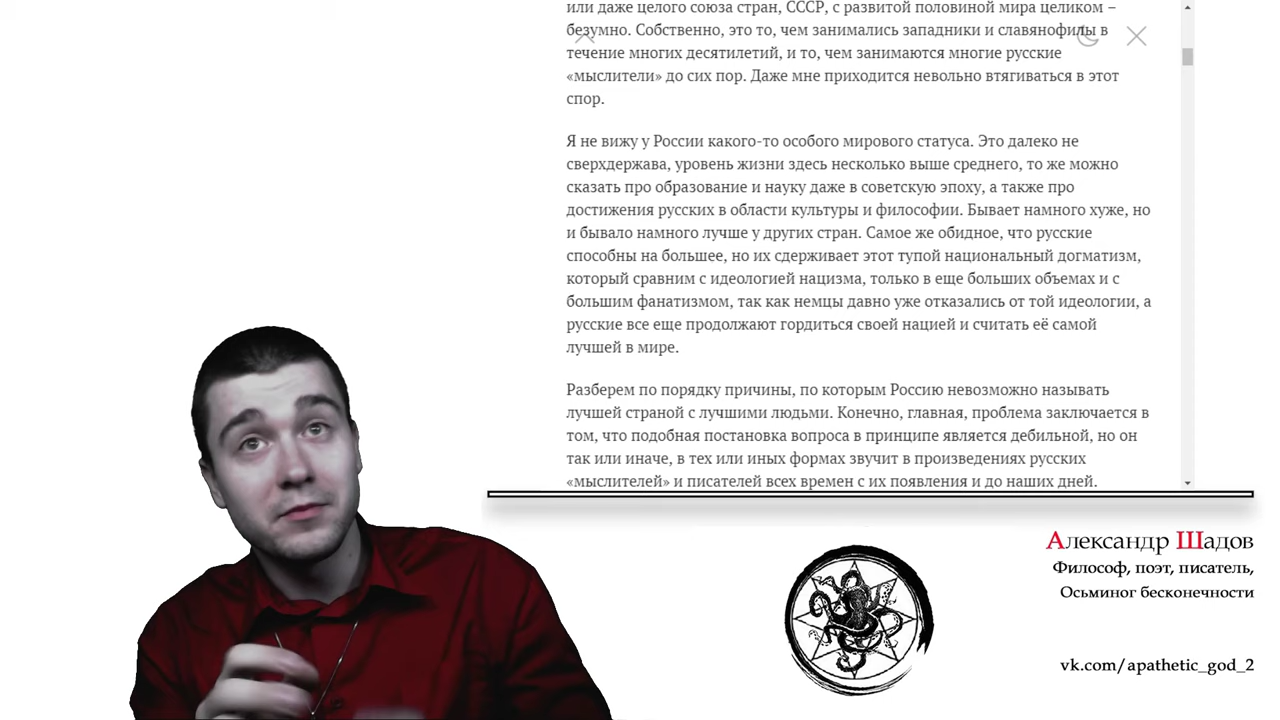 или даже целого союза стран, СССР, с развитой половиной мира целиком –
безумно. Собственно, это то, чем занимались западники и славянофилы в
течение многих десятилетий, и то, чем занимаются многие русские
«мыслители» до сих пор. Даже мне приходится невольно втягиваться в этот
спор.
Я не вижу у России какого-то особого мирового статуса. Это далеко не
сверхдержава, уровень жизни здесь несколько выше среднего, то же можно
сказать про образование и науку даже в советскую эпоху, а также про
достижения русских в области культуры и философии. Бывает намного хуже, но
и бывало намного лучше у других стран. Самое же обидное, что русские
способны на большее, но их сдерживает этот тупой национальный догматизм,
который сравним с идеологией нацизма, только в еще больших объемах и с
большим фанатизмом, так как немцы давно уже отказались от той идеологии, а
русские все еще продолжают гордиться своей нацией и считать её самой
лучшей в мире.
Разберем по порядку причины, по которым Россию невозможно называть
лучшей страной с лучшими людьми. Конечно, главная, проблема заключается в
том, что подобная постановка вопроса в принципе является дебильной, но он
так или иначе, в тех или иных формах звучит в произведениях русских
«мыслителей» и писателей всех времен с их появления и до наших дней.
Александр Шадов
Философ, поэт, писатель,
Осьминог бесконечности
vk.com/apathetic_god_2